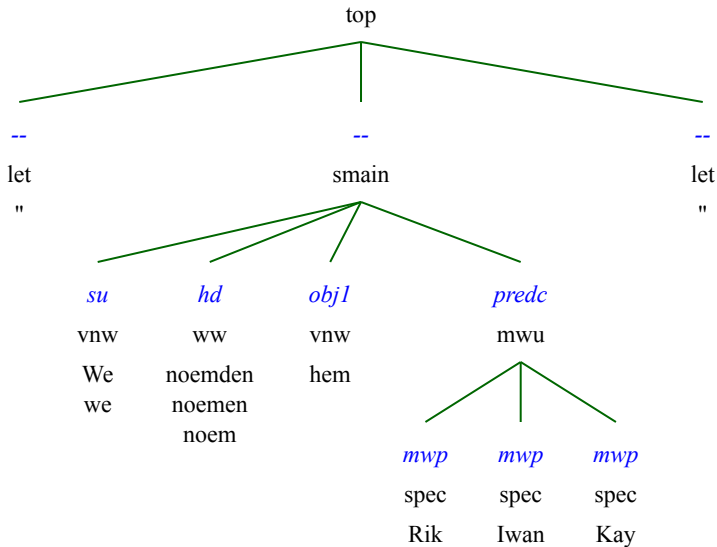 top
-- -- --
let smain let
" "
su hd obj1 predc
vnw ww vnw mwu
We noemden hem
we noemen
noem
mwp mwp mwp
spec spec spec
Rik Iwan Kay